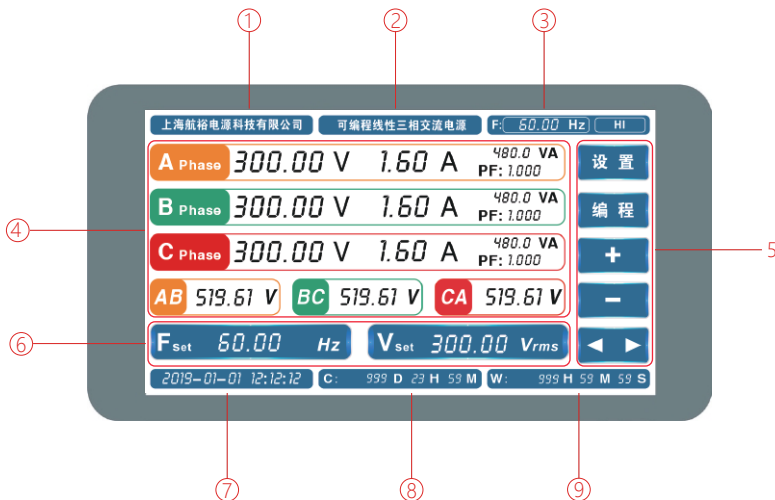 ① ② ③
上海航裕电源科技有限公司 可编程线性三相交流电源 F: 60.00 Hz HI
A Phase 300.00 V 1.60 A 480.0 VA PF: 1.000
设 置
B Phase 300.00 V 1.60 A 480.0 VA PF: 1.000
编 程
④
5
C Phase 300.00 V 1.60 A 480.0 VA PF: 1.000
+
AB 519.61 V BC 519.61 V CA 519.61 V
−
⑥
Fset 60.00 Hz Vset 300.00 Vrms
◀ ▶
2019-01-01 12:12:12 C: 999 D 23 H 59 M W: 999 H 59 M 59 S
⑦ ⑧ ⑨